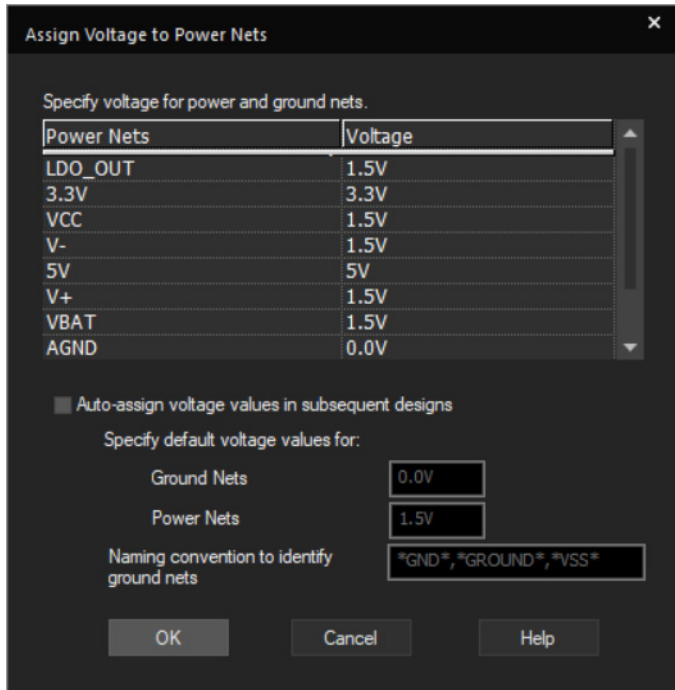 Assign Voltage to Power Nets
Specify voltage for power and ground nets.
Power Nets Voltage
LDO_OUT 1.5V
3.3V 3.3V
VCC 1.5V
V- 1.5V
5V 5V
V+ 1.5V
VBAT 1.5V
AGND 0.0V
Auto-assign voltage values in subsequent designs
Specify default voltage values for:
Ground Nets 0.0V
Power Nets 1.5V
Naming convention to identify *GND*,*GROUND*,*VSS*
ground nets
OK Cancel Help